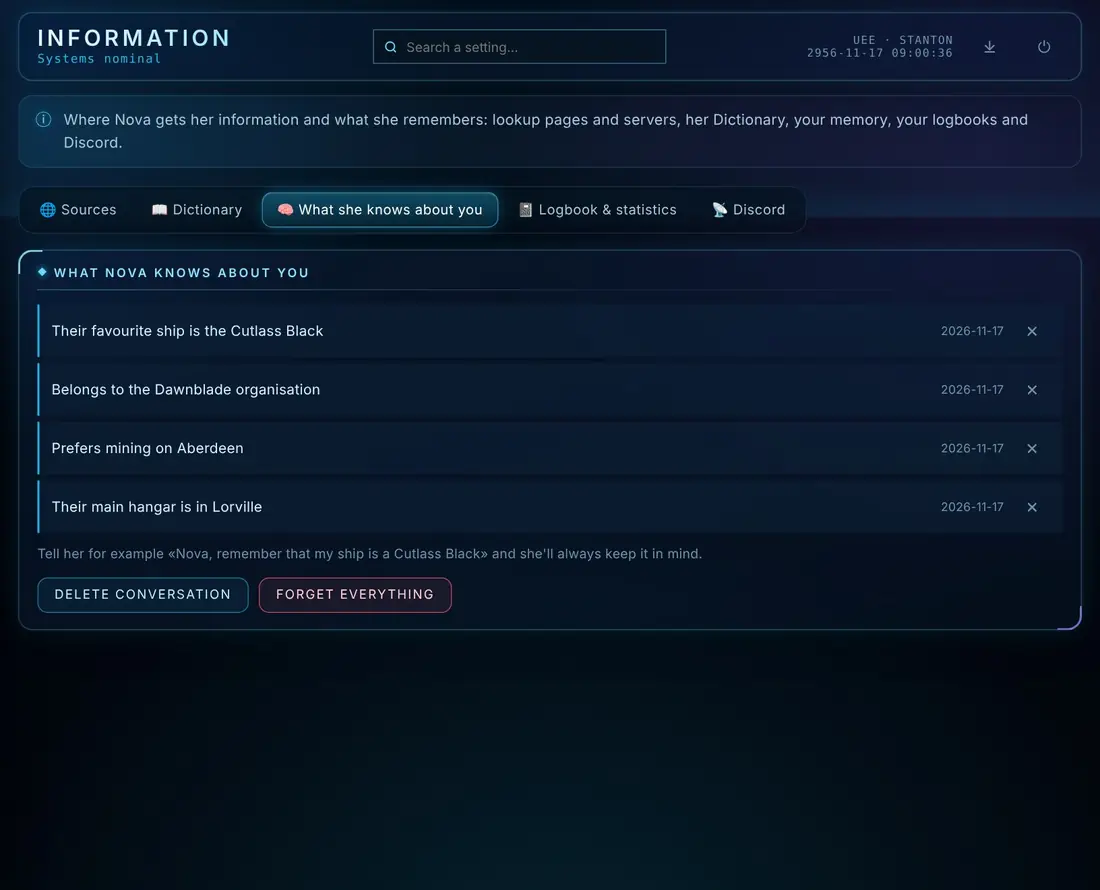 INFORMATION
Systems nominal
Search a setting...
UEE · STANTON
2956-11-17 09:00:36
Where Nova gets her information and what she remembers: lookup pages and servers, her Dictionary, your memory, your logbooks and
Discord.
Sources
Dictionary
What she knows about you
Logbook & statistics
Discord
WHAT NOVA KNOWS ABOUT YOU
Their favourite ship is the Cutlass Black 2026-11-17
Belongs to the Dawnblade organisation 2026-11-17
Prefers mining on Aberdeen 2026-11-17
Their main hangar is in Lorville 2026-11-17
Tell her for example «Nova, remember that my ship is a Cutlass Black» and she'll always keep it in mind.
DELETE CONVERSATION
FORGET EVERYTHING